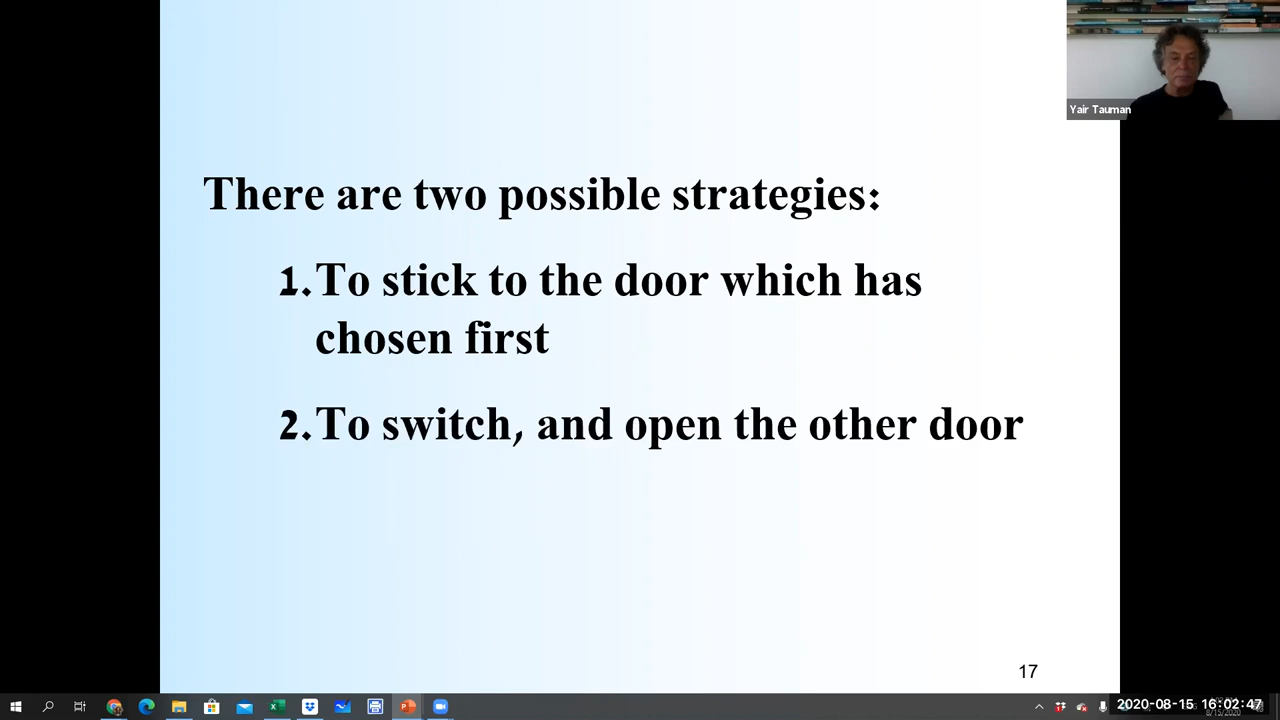 Yair Tauman
There are two possible strategies:
1.To stick to the door which has
chosen first
2.To switch, and open the other door
17
2020-08-15 16:02:47